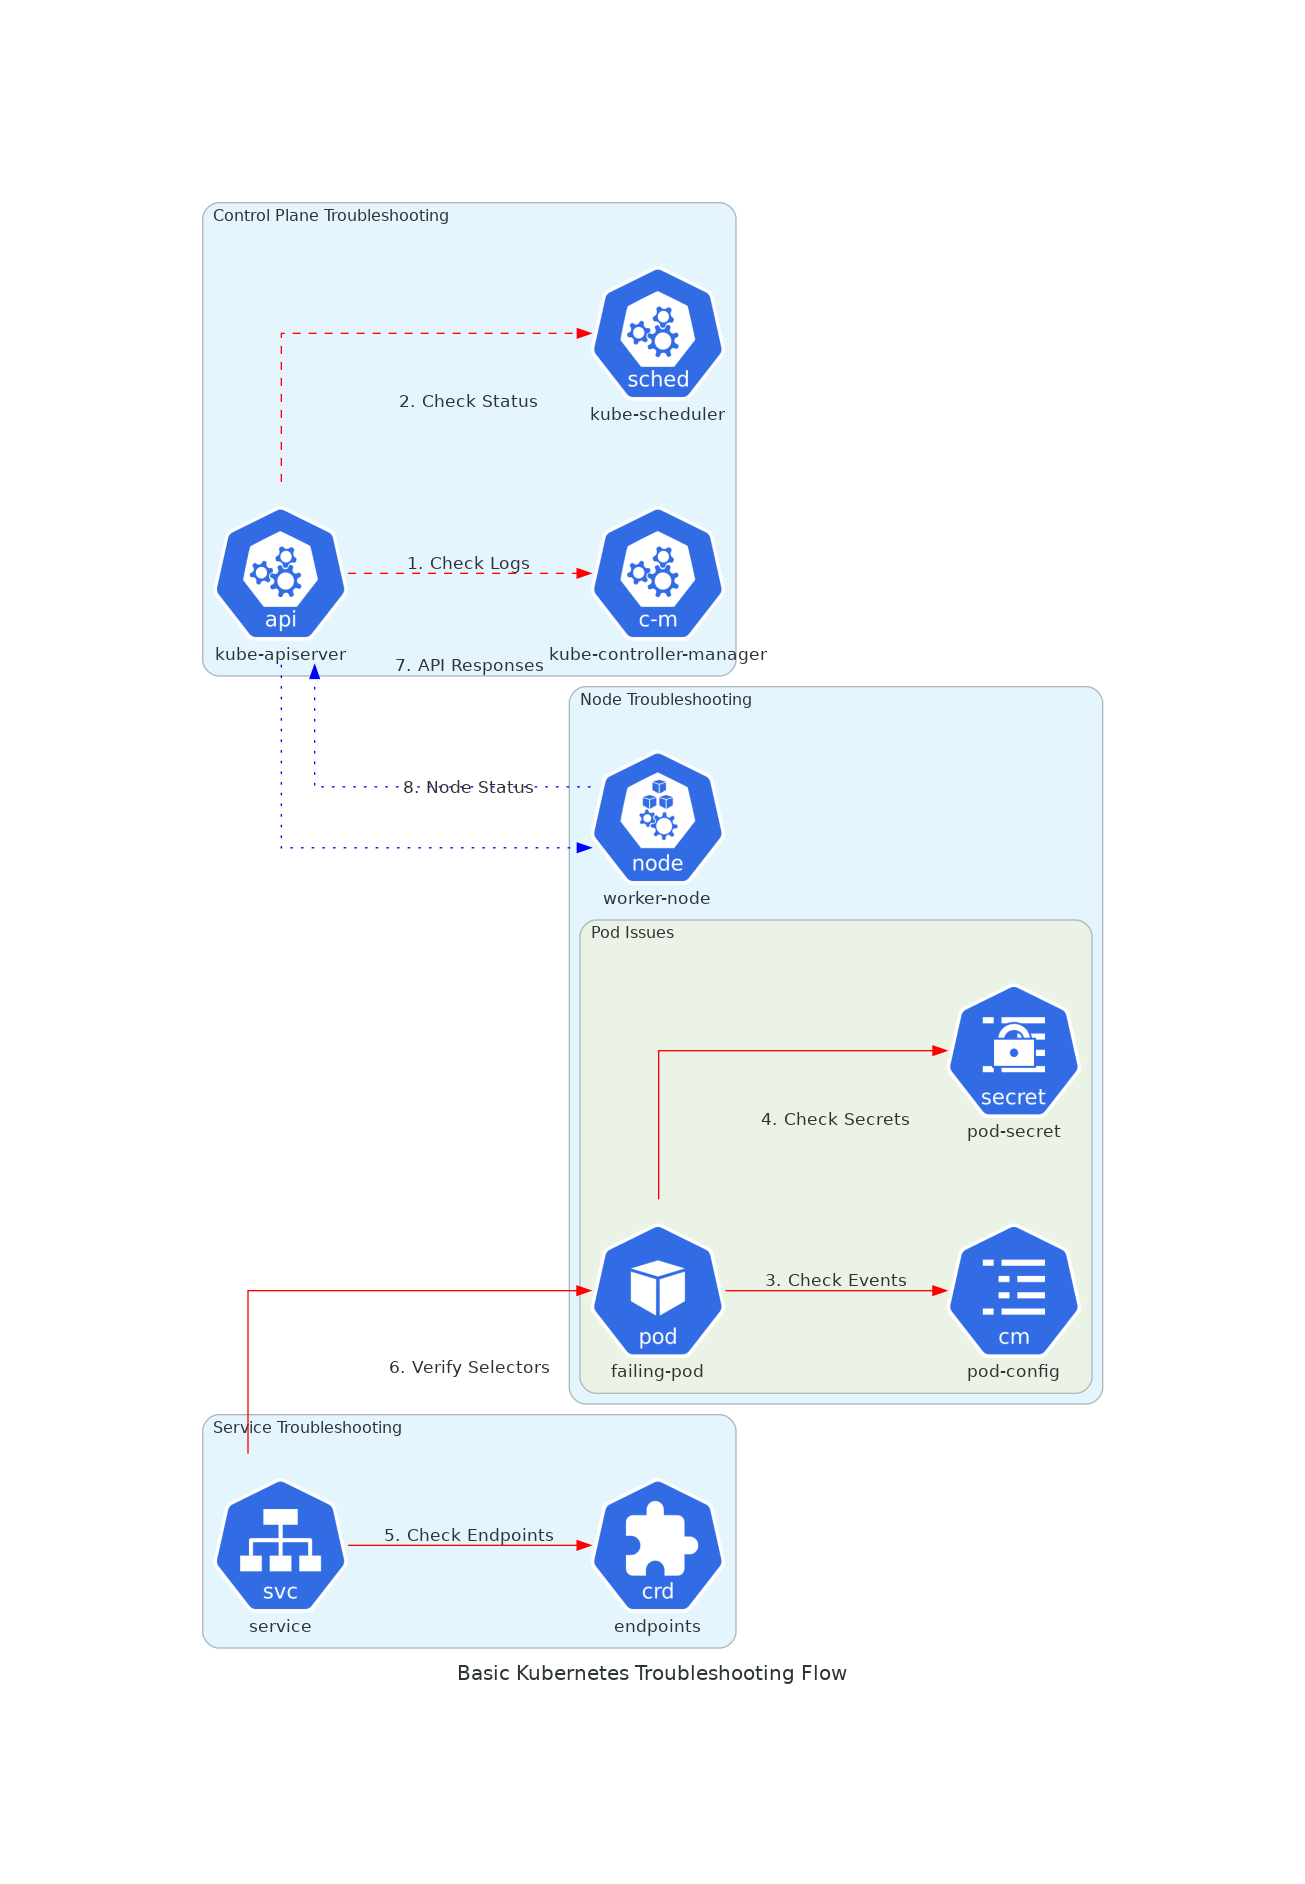 Control Plane Troubleshooting
sched
kube-scheduler
2. Check Status
1. Check Logs
api
kube-apiserver
c-m
kube-controller-manager
7. API Responses
Node Troubleshooting
8. Node Status
node
worker-node
Pod Issues
secret
pod-secret
4. Check Secrets
3. Check Events
pod
failing-pod
cm
pod-config
6. Verify Selectors
Service Troubleshooting
5. Check Endpoints
svc
service
crd
endpoints
Basic Kubernetes Troubleshooting Flow